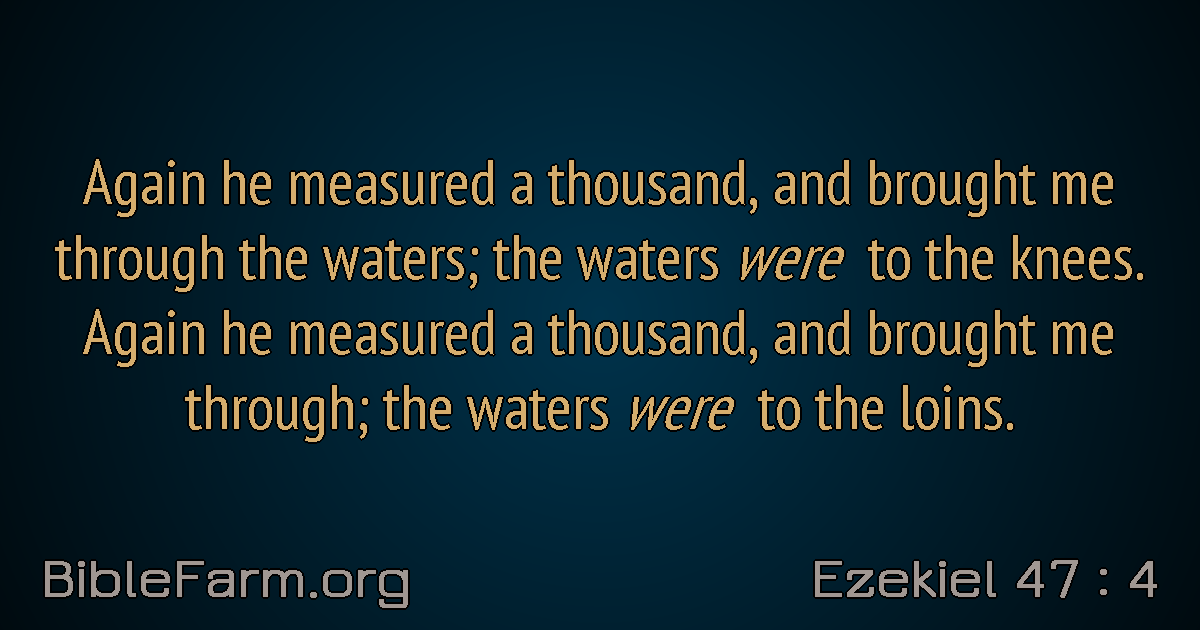 Again he measured a thousand, and brought me
through the waters; the waters were to the knees.
Again he measured a thousand, and brought me
through; the waters were to the loins.
BibleFarm.org
Ezekiel 47 : 4